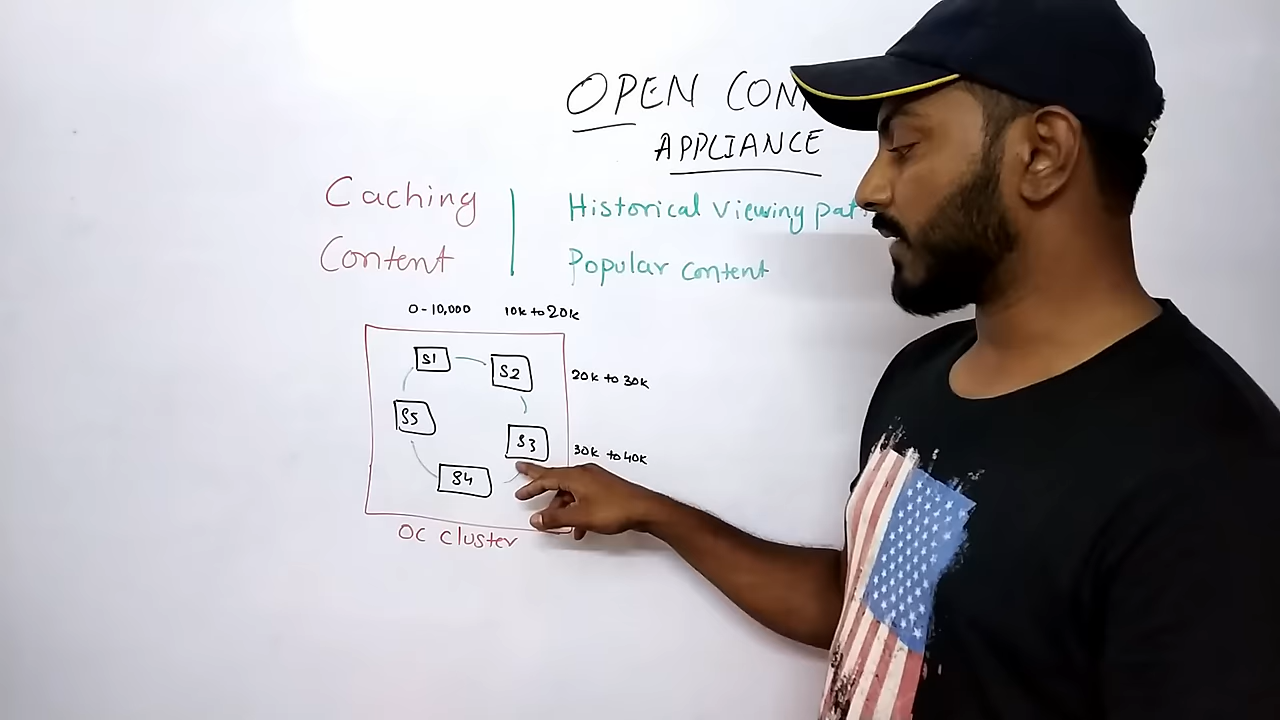 OPEN CONN
APPLIANCE
Caching
Content
Historical Viewing pat
Popular content
0-10,000
10k to 20k
S1
S2
20k to 30k
S5
S3
30k to 40k
S4
OC cluster